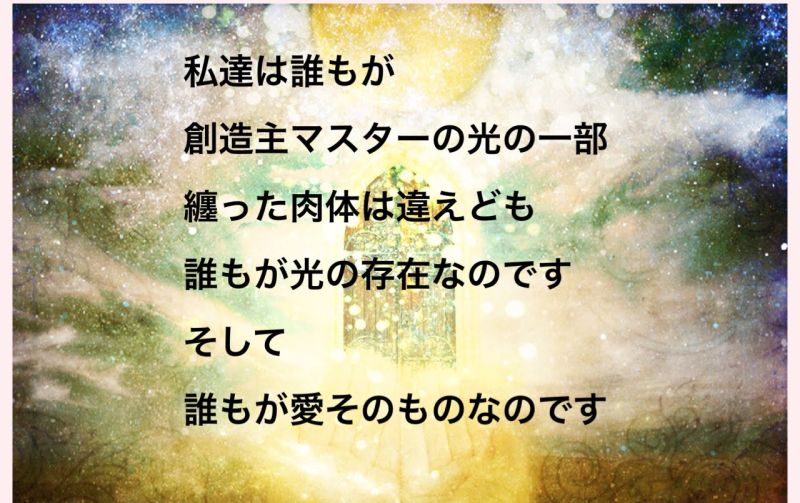 私達は誰もが
創造主マスターの光の一部
纏った肉体は違えども
誰もが光の存在なのです
そして
誰もが愛そのものなのです